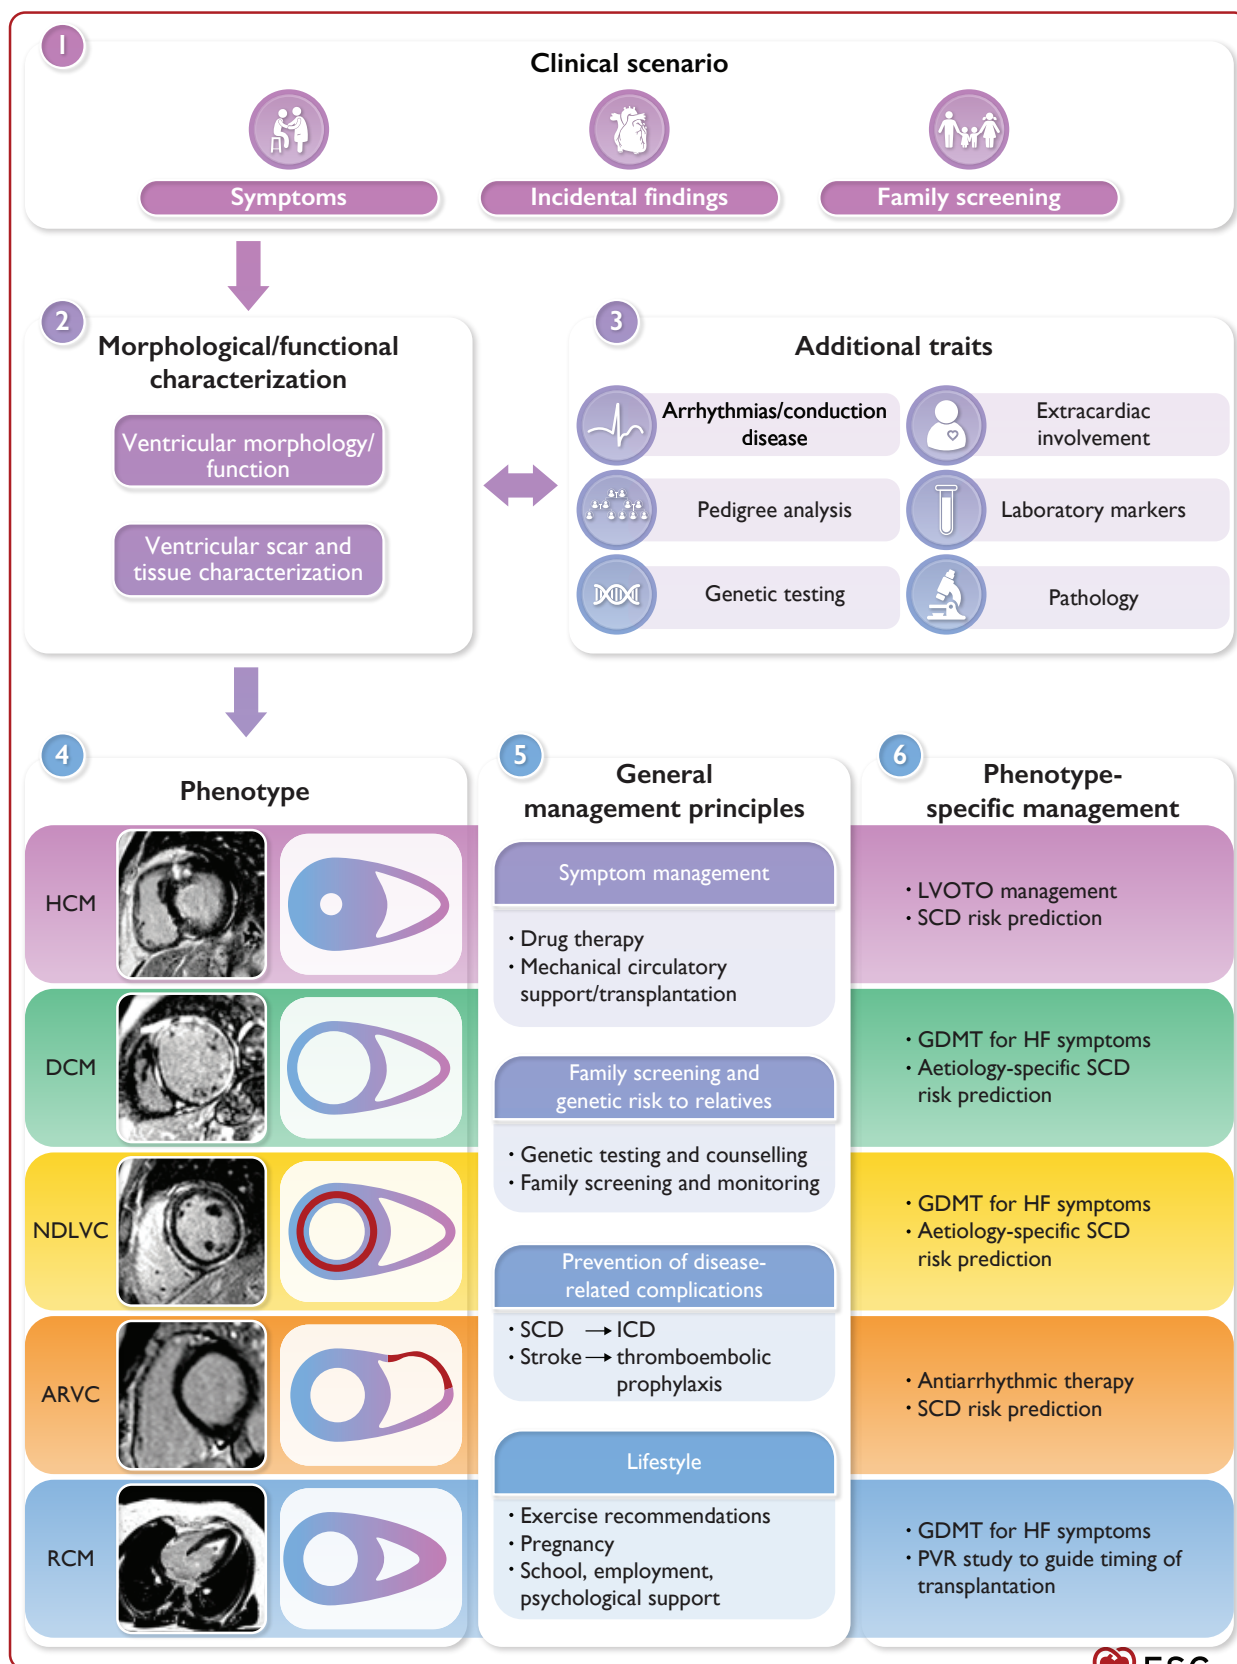 1
Clinical scenario
Symptoms
Incidental findings
Family screening
2
Morphological/functional
characterization
Ventricular morphology/
function
Ventricular scar and
tissue characterization
3
Additional traits
Arrhythmias/conduction
disease
Extracardiac
involvement
Pedigree analysis
Laboratory markers
Genetic testing
Pathology
4
Phenotype
HCM
DCM
NDLVC
ARVC
RCM
5
General
management principles
Symptom management
· Drug therapy
· Mechanical circulatory
support/transplantation
Family screening and
genetic risk to relatives
· Genetic testing and counselling
· Family screening and monitoring
Prevention of disease-
related complications
· SCD → ICD
· Stroke → thromboembolic
prophylaxis
Lifestyle
· Exercise recommendations
· Pregnancy
· School, employment,
psychological support
6
Phenotype-
specific management
· LVOTO management
· SCD risk prediction
· GDMT for HF symptoms
· Aetiology-specific SCD
risk prediction
· GDMT for HF symptoms
· Aetiology-specific SCD
risk prediction
· Antiarrhythmic therapy
· SCD risk prediction
· GDMT for HF symptoms
· PVR study to guide timing of
transplantation
ESC